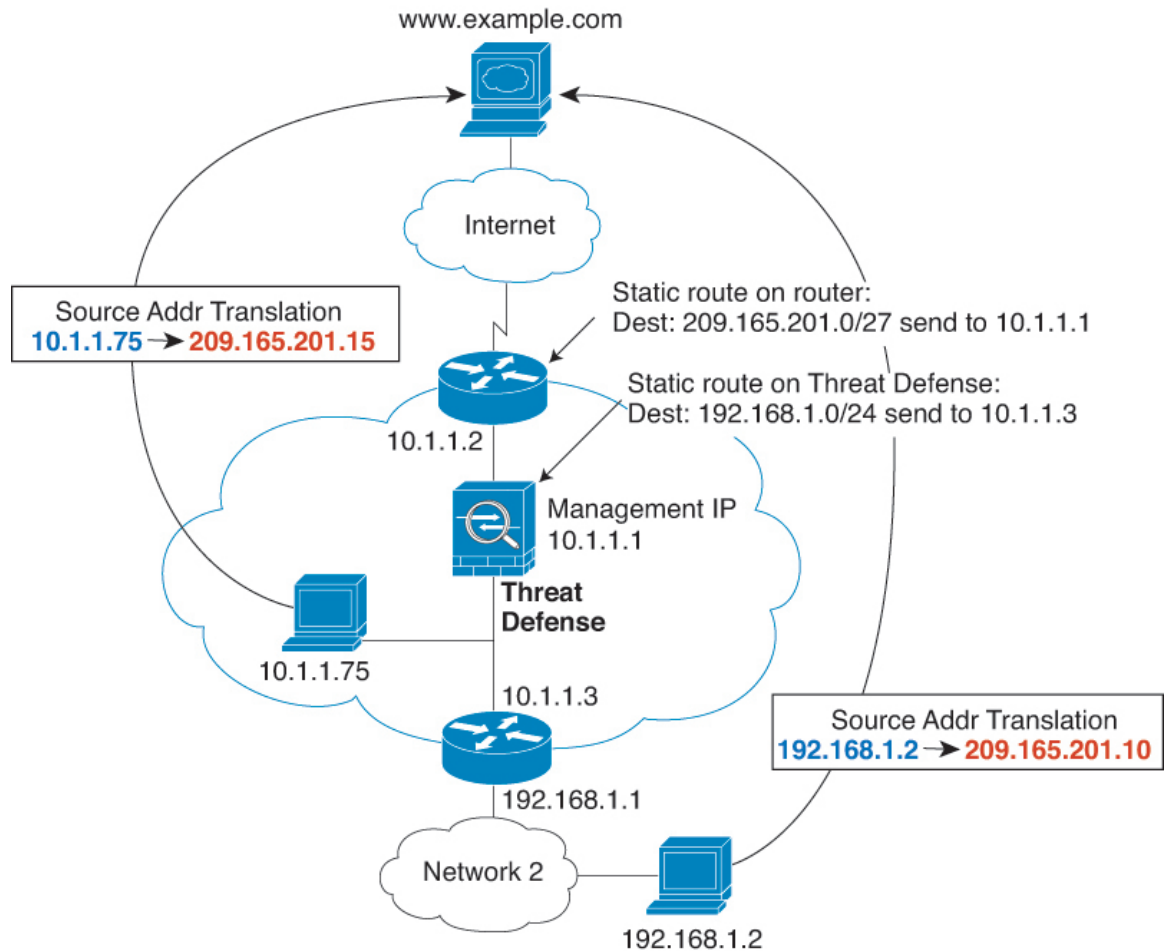 www.example.com
Internet
Source Addr Translation
10.1.1.75 → 209.165.201.15
Static route on router:
Dest: 209.165.201.0/27 send to 10.1.1.1
Static route on Threat Defense:
Dest: 192.168.1.0/24 send to 10.1.1.3
10.1.1.2
Management IP
10.1.1.1
Threat
Defense
10.1.1.75
10.1.1.3
Source Addr Translation
192.168.1.2 → 209.165.201.10
192.168.1.1
Network 2
192.168.1.2